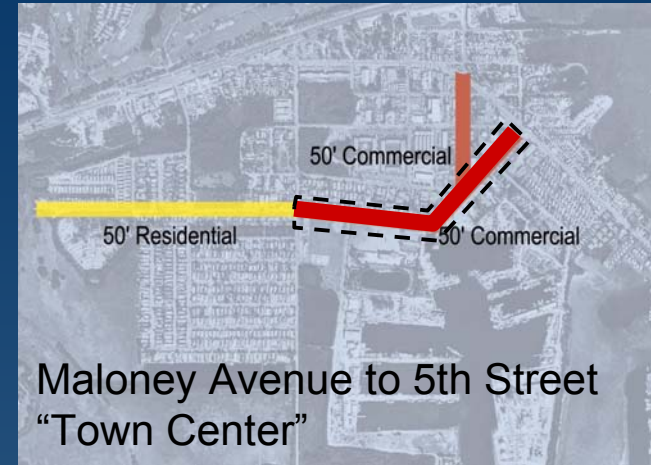 50' Commercial
50' Residential
50' Commercial
Maloney Avenue to 5th Street
“Town Center”